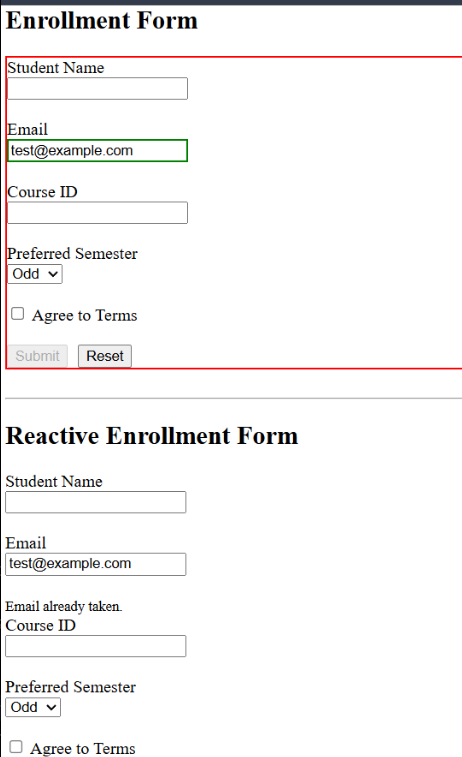 Enrollment Form
Student Name
Email
test@example.com
Course ID
Preferred Semester
Odd
Agree to Terms
Submit Reset
Reactive Enrollment Form
Student Name
Email
test@example.com
Email already taken.
Course ID
Preferred Semester
Odd
Agree to Terms